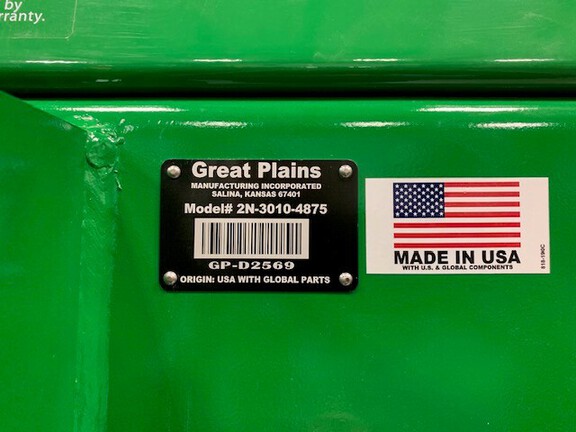 by
rranty.
Great Plains
MANUFACTURING INCORPORATED
SALINA, KANSAS 67401
Model# 2N-3010-4875
GP-D2569
ORIGIN: USA WITH GLOBAL PARTS
MADE IN USA
WITH U.S. & GLOBAL COMPONENTS
818-190C